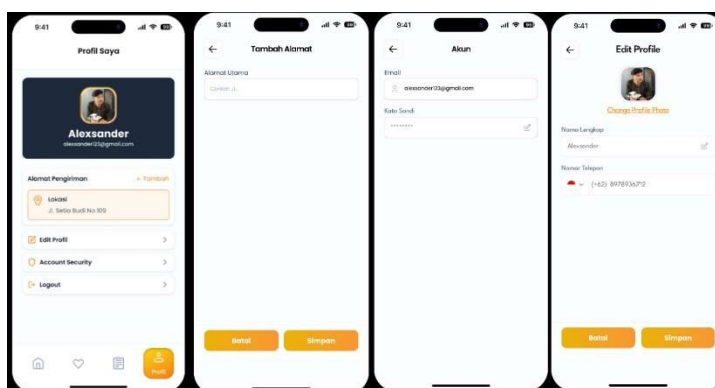 9:41
Profil Saya
Alexsander
alexsander123@gmail.com
Alamat Pengiriman
+ Tambah
Lokasi
Jl. Setia Budi No 109
Edit Profil
Account Security
Logout
Profil
9:41
Tambah Alamat
Alamat Utama
Contoh Jl.
Batal
Simpan
9:41
Akun
Email
alexsander123@gmail.com
Kata Sandi
********
9:41
Edit Profile
Change Profile Photo
Nama Lengkap
Alexsander
Nomor Telepon
(+62) 8978936712
Batal
Simpan